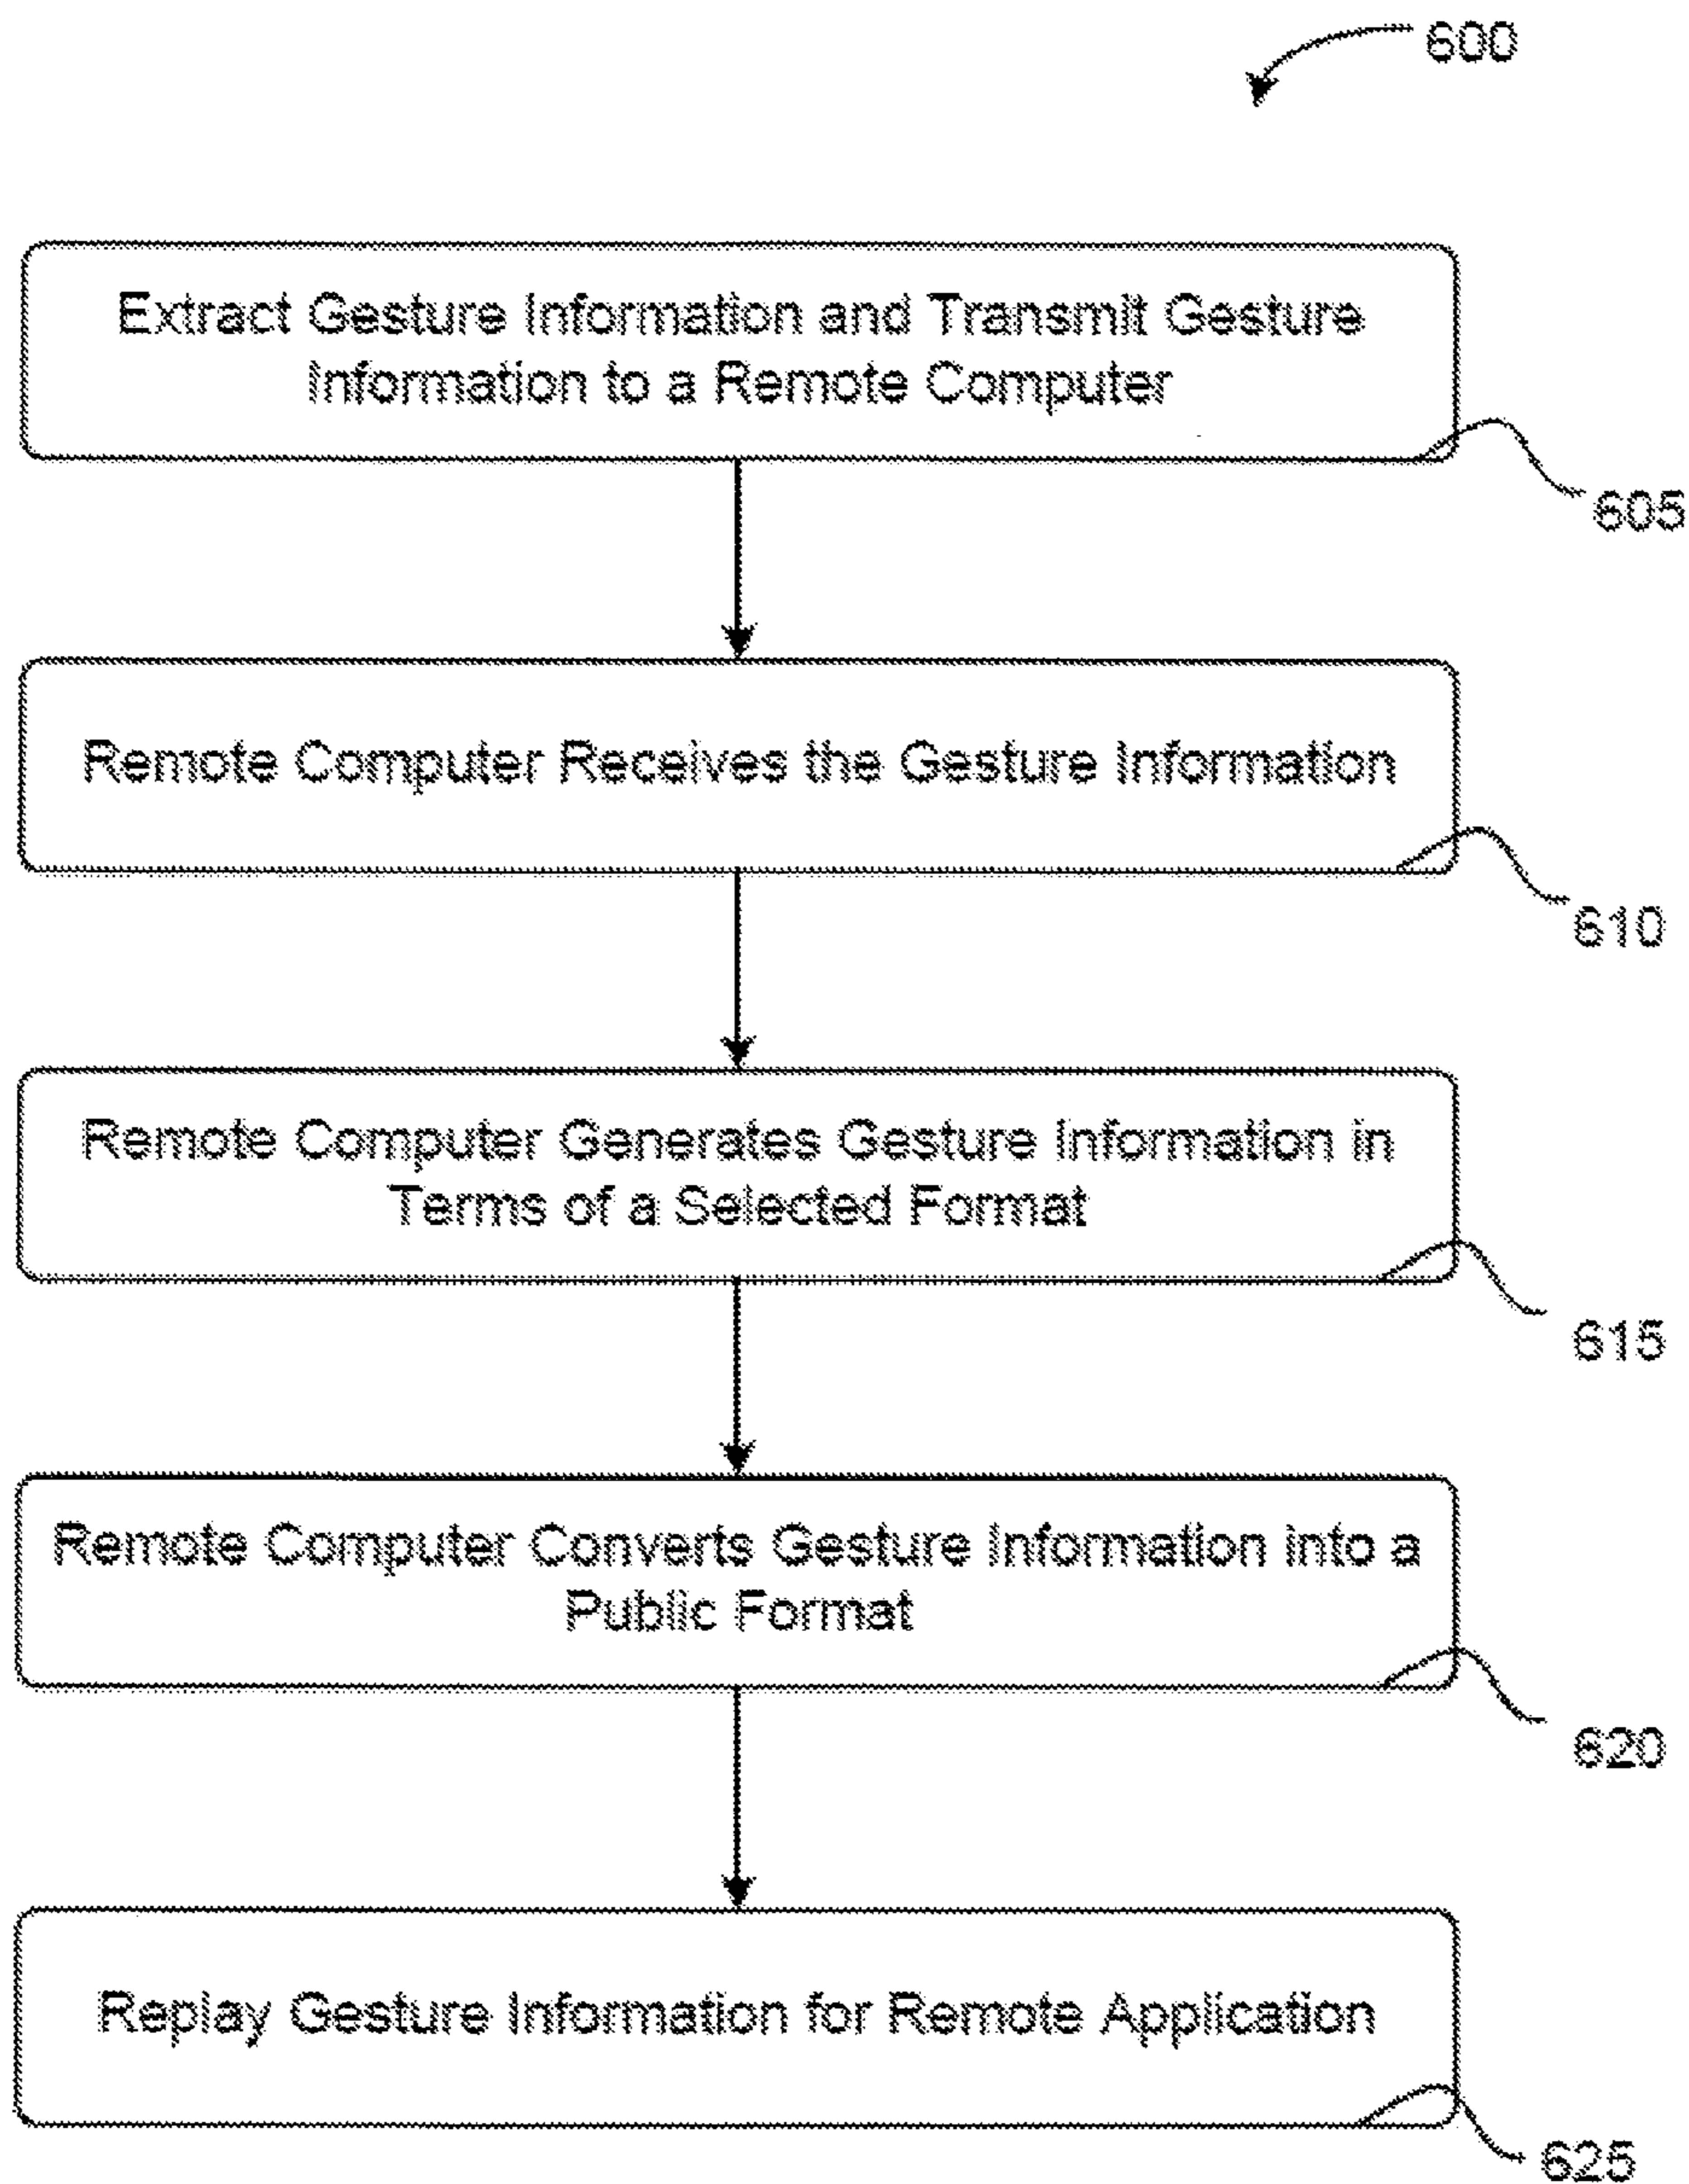 600
Extract Gesture Information and Transmit Gesture
Information to a Remote Computer
605
Remote Computer Receives the Gesture Information
610
Remote Computer Generates Gesture Information in
Terms of a Selected Format
615
Remote Computer Converts Gesture Information into a
Public Format
620
Replay Gesture Information for Remote Application
625